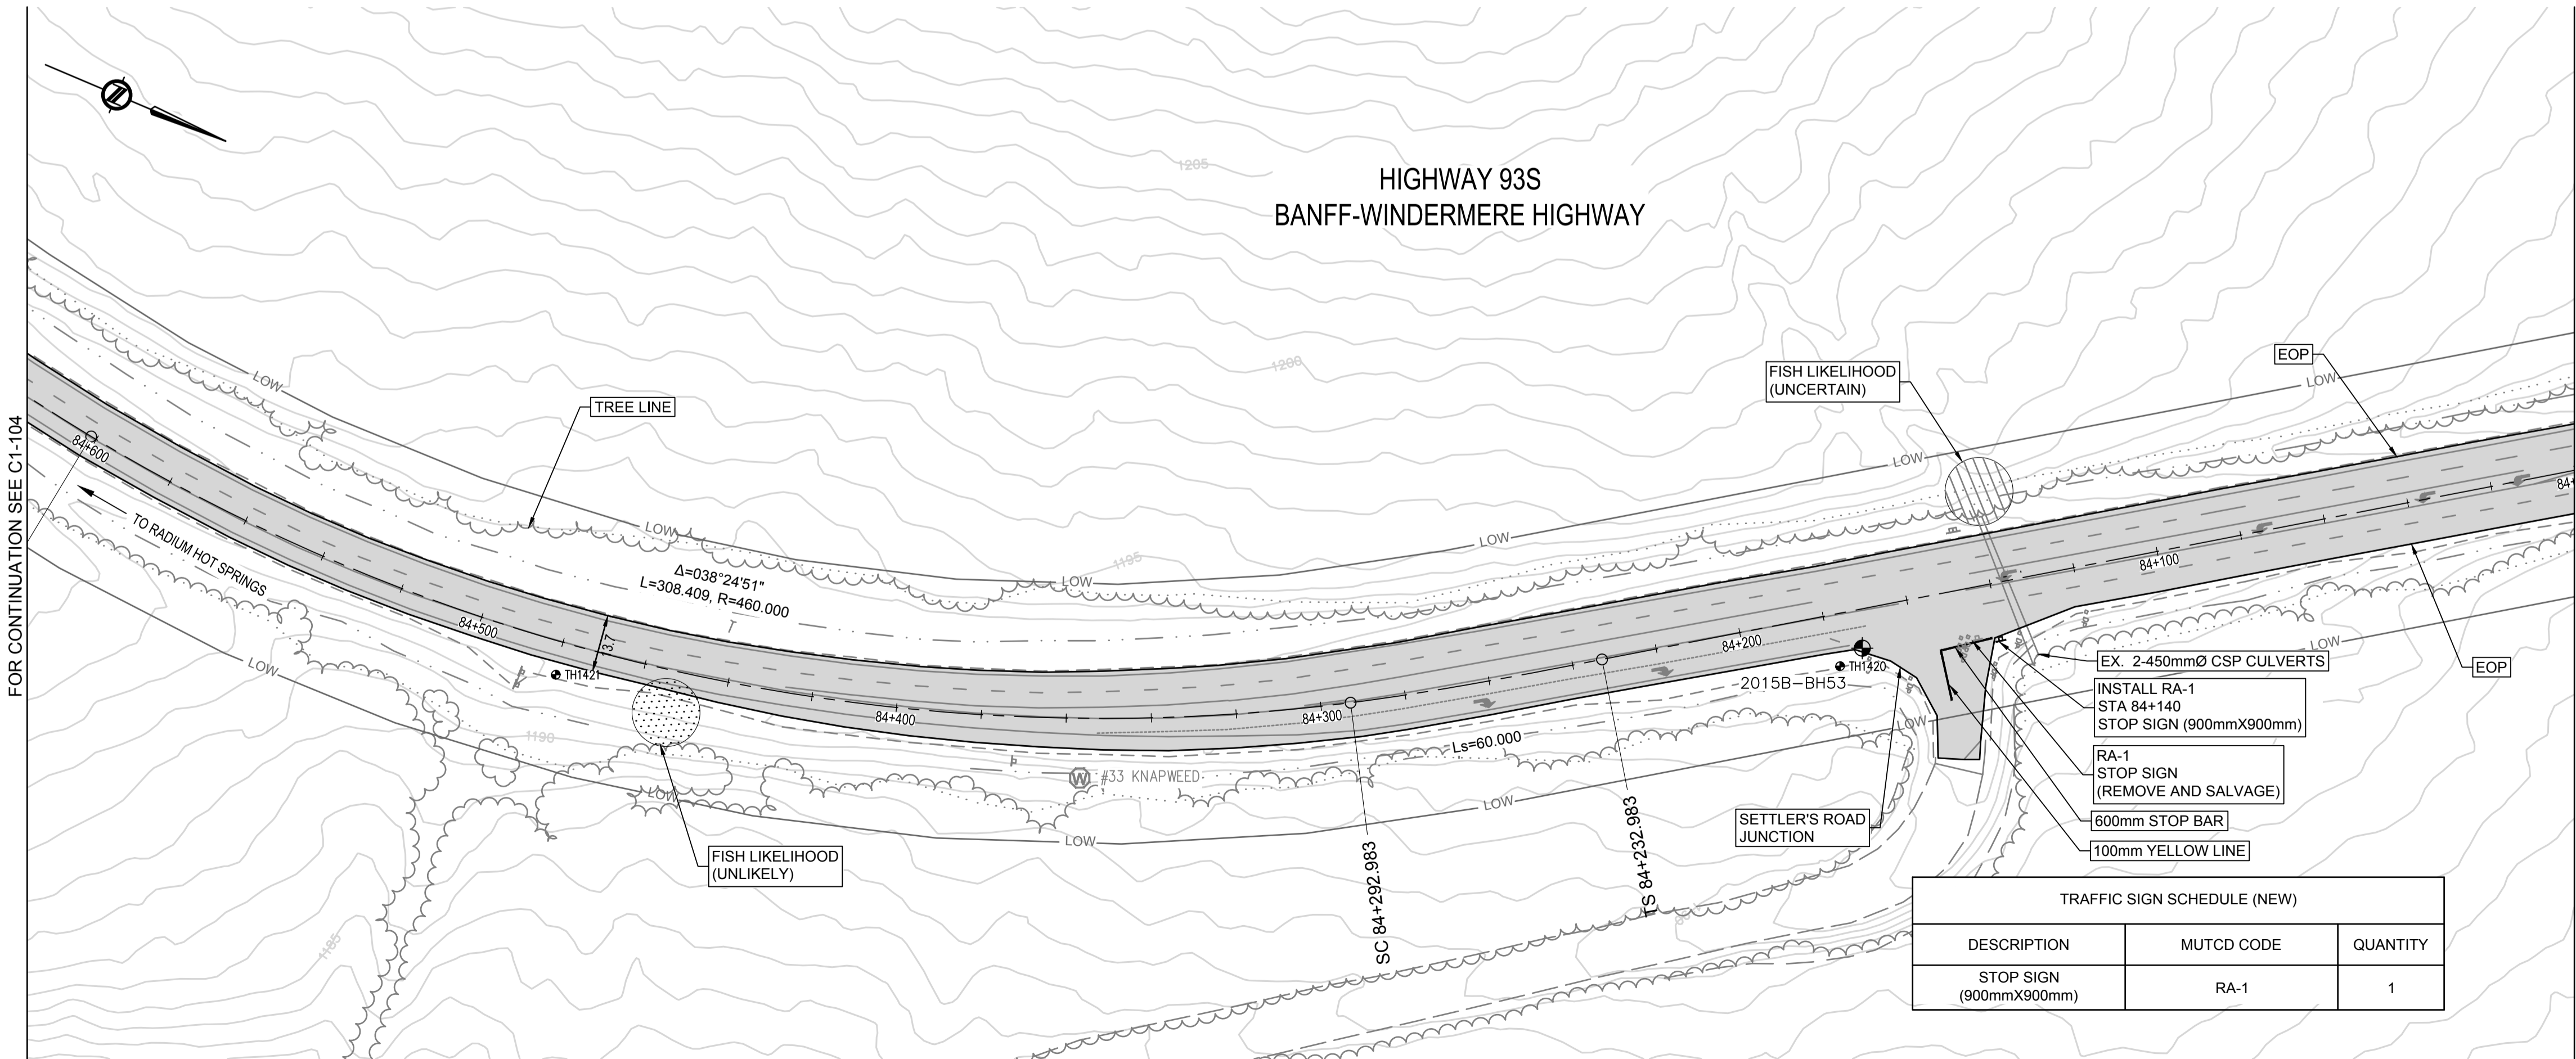 HIGHWAY 93S
BANFF-WINDERMERE HIGHWAY
FOR CONTINUATION SEE C1-104
1205
1200
1195
1190
1185
LOW
LOW
LOW
LOW
LOW
LOW
LOW
LOW
LOW
LOW
LOW
LOW
TREE LINE
FISH LIKELIHOOD
(UNCERTAIN)
EOP
84+600
TO RADIUM HOT SPRINGS
84+500
13.7
TH1421
Δ=038°24'51"
L=308.409, R=460.000
84+400
84+300
84+200
84+100
84+
#33 KNAPWEED
W
Ls=60.000
SC 84+292.983
TS 84+232.983
FISH LIKELIHOOD
(UNLIKELY)
TH1420
2015B-BH53
SETTLER'S ROAD
JUNCTION
EOP
EX. 2-450mmØ CSP CULVERTS
INSTALL RA-1
STA 84+140
STOP SIGN (900mmX900mm)
RA-1
STOP SIGN
(REMOVE AND SALVAGE)
600mm STOP BAR
100mm YELLOW LINE
TRAFFIC SIGN SCHEDULE (NEW)
DESCRIPTION MUTCD CODE QUANTITY
STOP SIGN
(900mmX900mm) RA-1 1